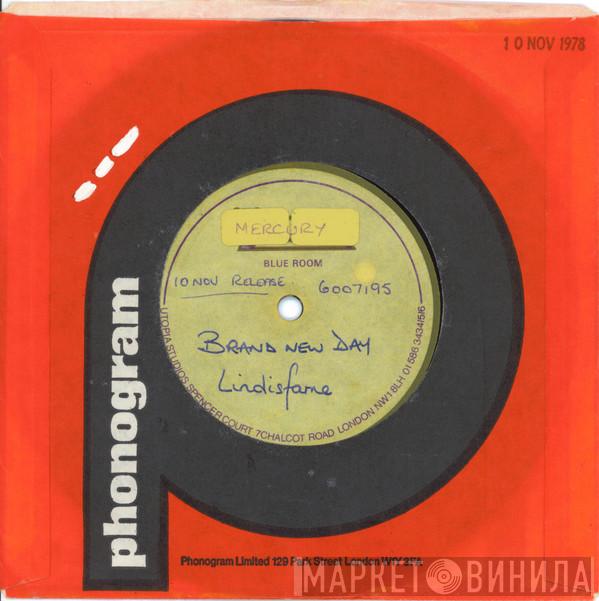 10 NOV 1978
MERCURY
BLUE ROOM
10 NOV RELEASE 6007195
BRAND NEW DAY
Lindisfarne
UTOPIA STUDIOS SPENCER COURT 7CHALCOT ROAD LONDON NW1 8LH 01 586 3434/5/6
phonogram
Phonogram Limited 129 Park Street London W1Y 3FA
МАРКЕТ ВИНИЛА